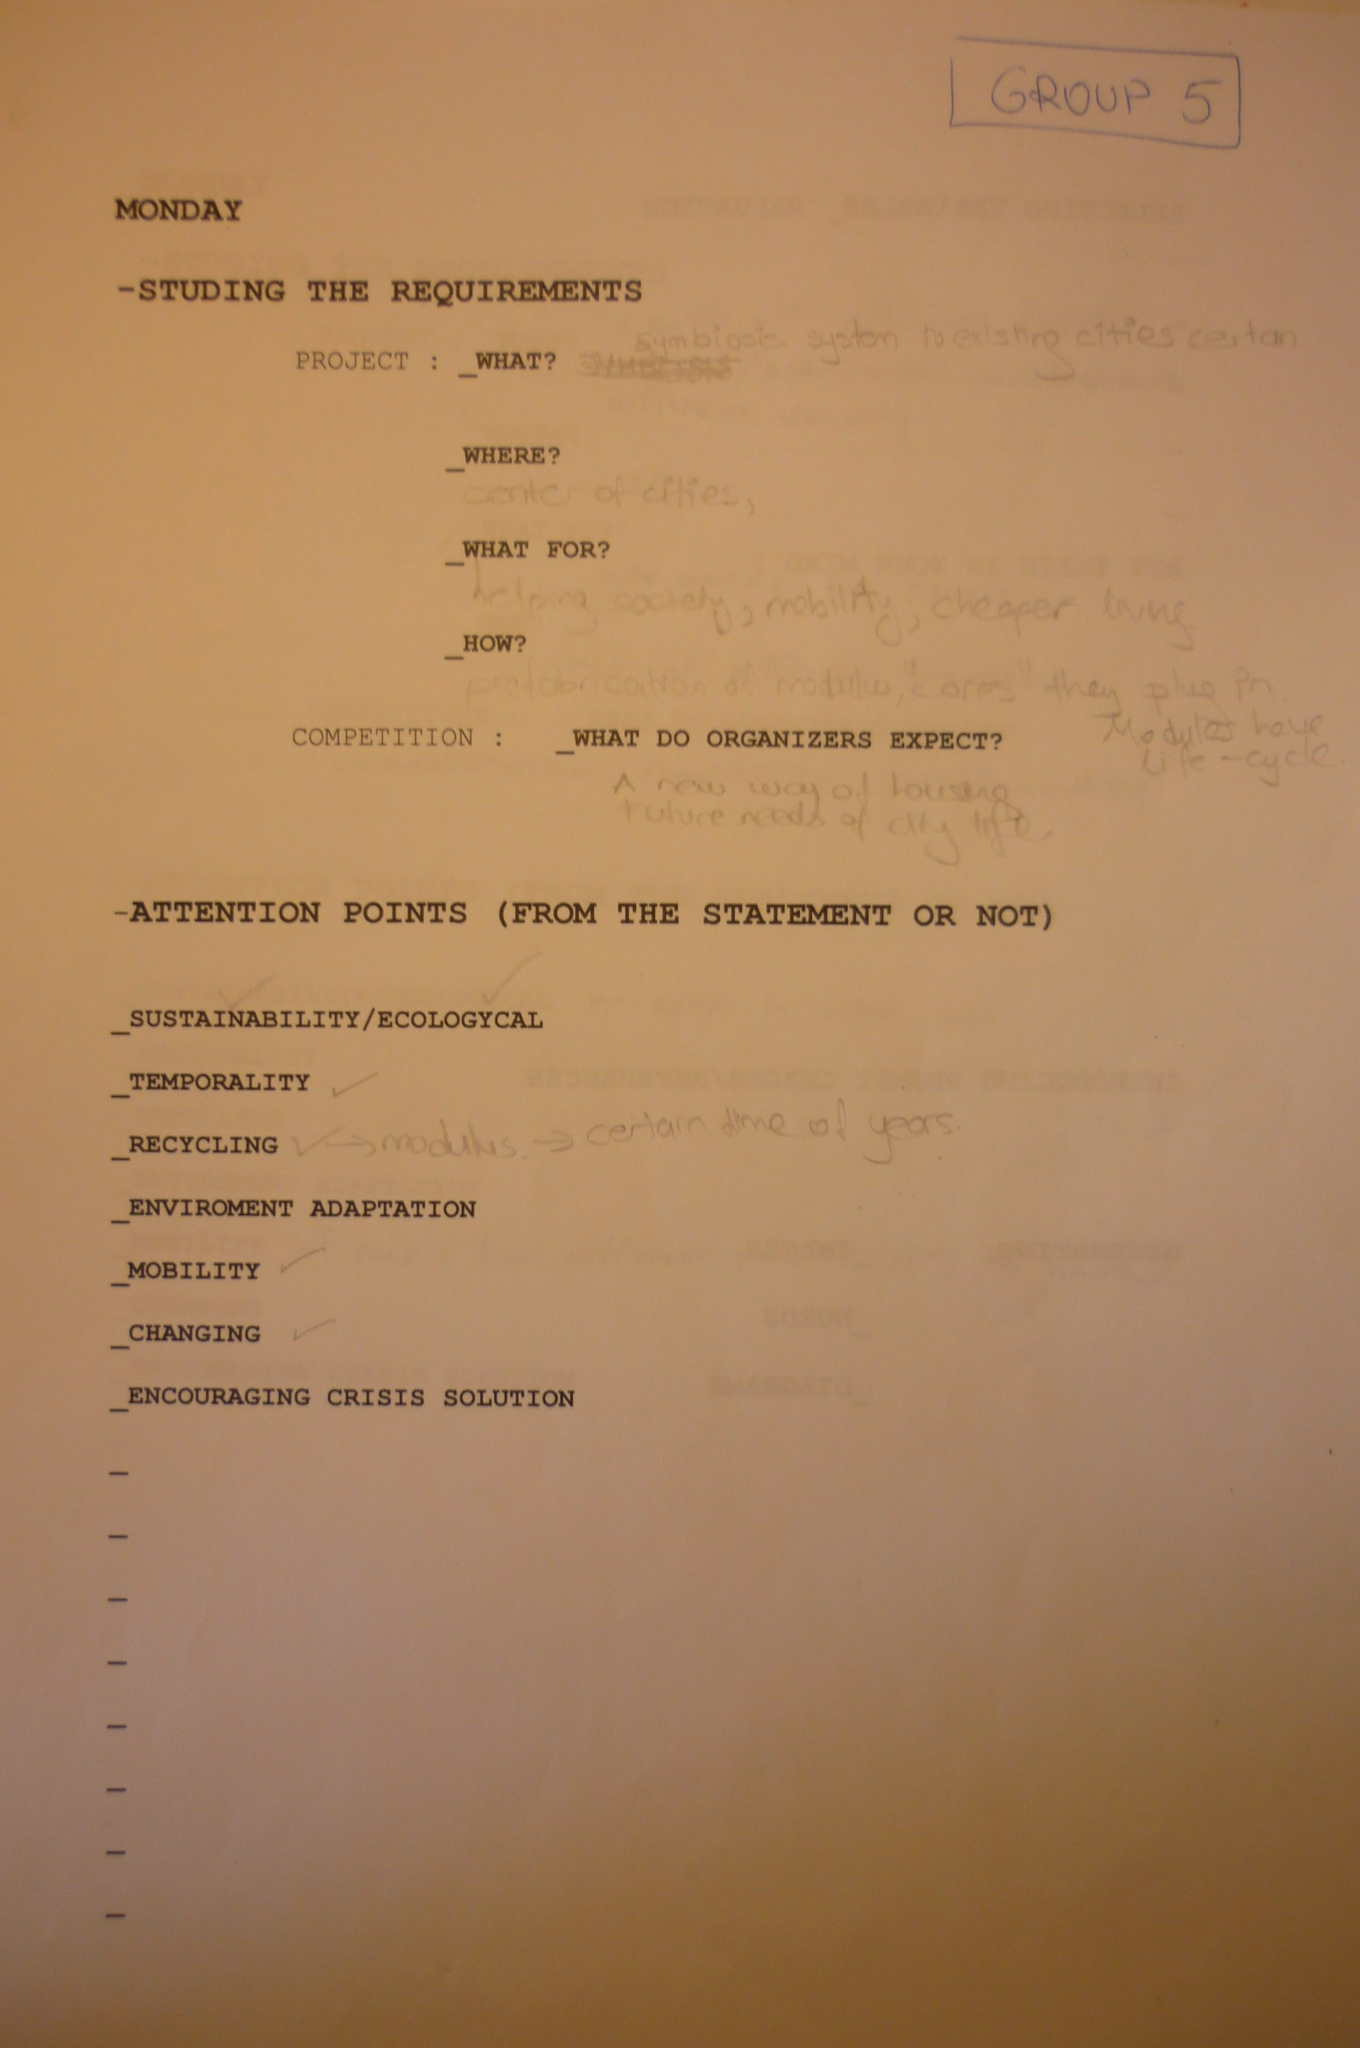 GROUP 5
MONDAY
-STUDING THE REQUIREMENTS
symbiosis system to existing cities certan
PROJECT : _WHAT?
_WHERE?
center of cities,
_WHAT FOR?
helping society, mobility, cheaper living
_HOW?
prefabrication of modulus, "cores" they plug in.
Modules have
life-cycle.
COMPETITION : _WHAT DO ORGANIZERS EXPECT?
A new way of housing
future needs of city life.
-ATTENTION POINTS (FROM THE STATEMENT OR NOT)
_SUSTAINABILITY/ECOLOGYCAL
_TEMPORALITY ✓
_RECYCLING ✓ → modulus. → certain time of years.
_ENVIROMENT ADAPTATION
_MOBILITY ✓
_CHANGING ✓
_ENCOURAGING CRISIS SOLUTION
_
_
_
_
_
_
_
_